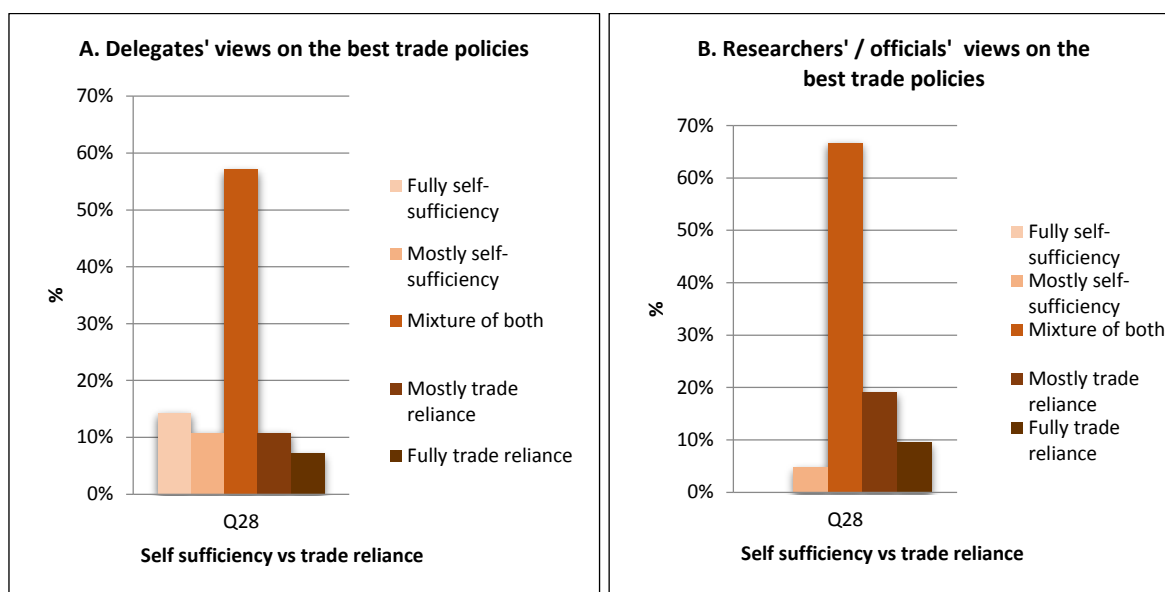 A. Delegates' views on the best trade policies
70%
60%
50%
40%
30%
20%
10%
0%
%
Q28
Self sufficiency vs trade reliance
Fully self-
sufficiency
Mostly self-
sufficiency
Mixture of both
Mostly trade
reliance
Fully trade reliance
B. Researchers' / officials' views on the
best trade policies
70%
60%
50%
40%
30%
20%
10%
0%
%
Q28
Self sufficiency vs trade reliance
Fully self-
sufficiency
Mostly self-
sufficiency
Mixture of both
Mostly trade
reliance
Fully trade
reliance